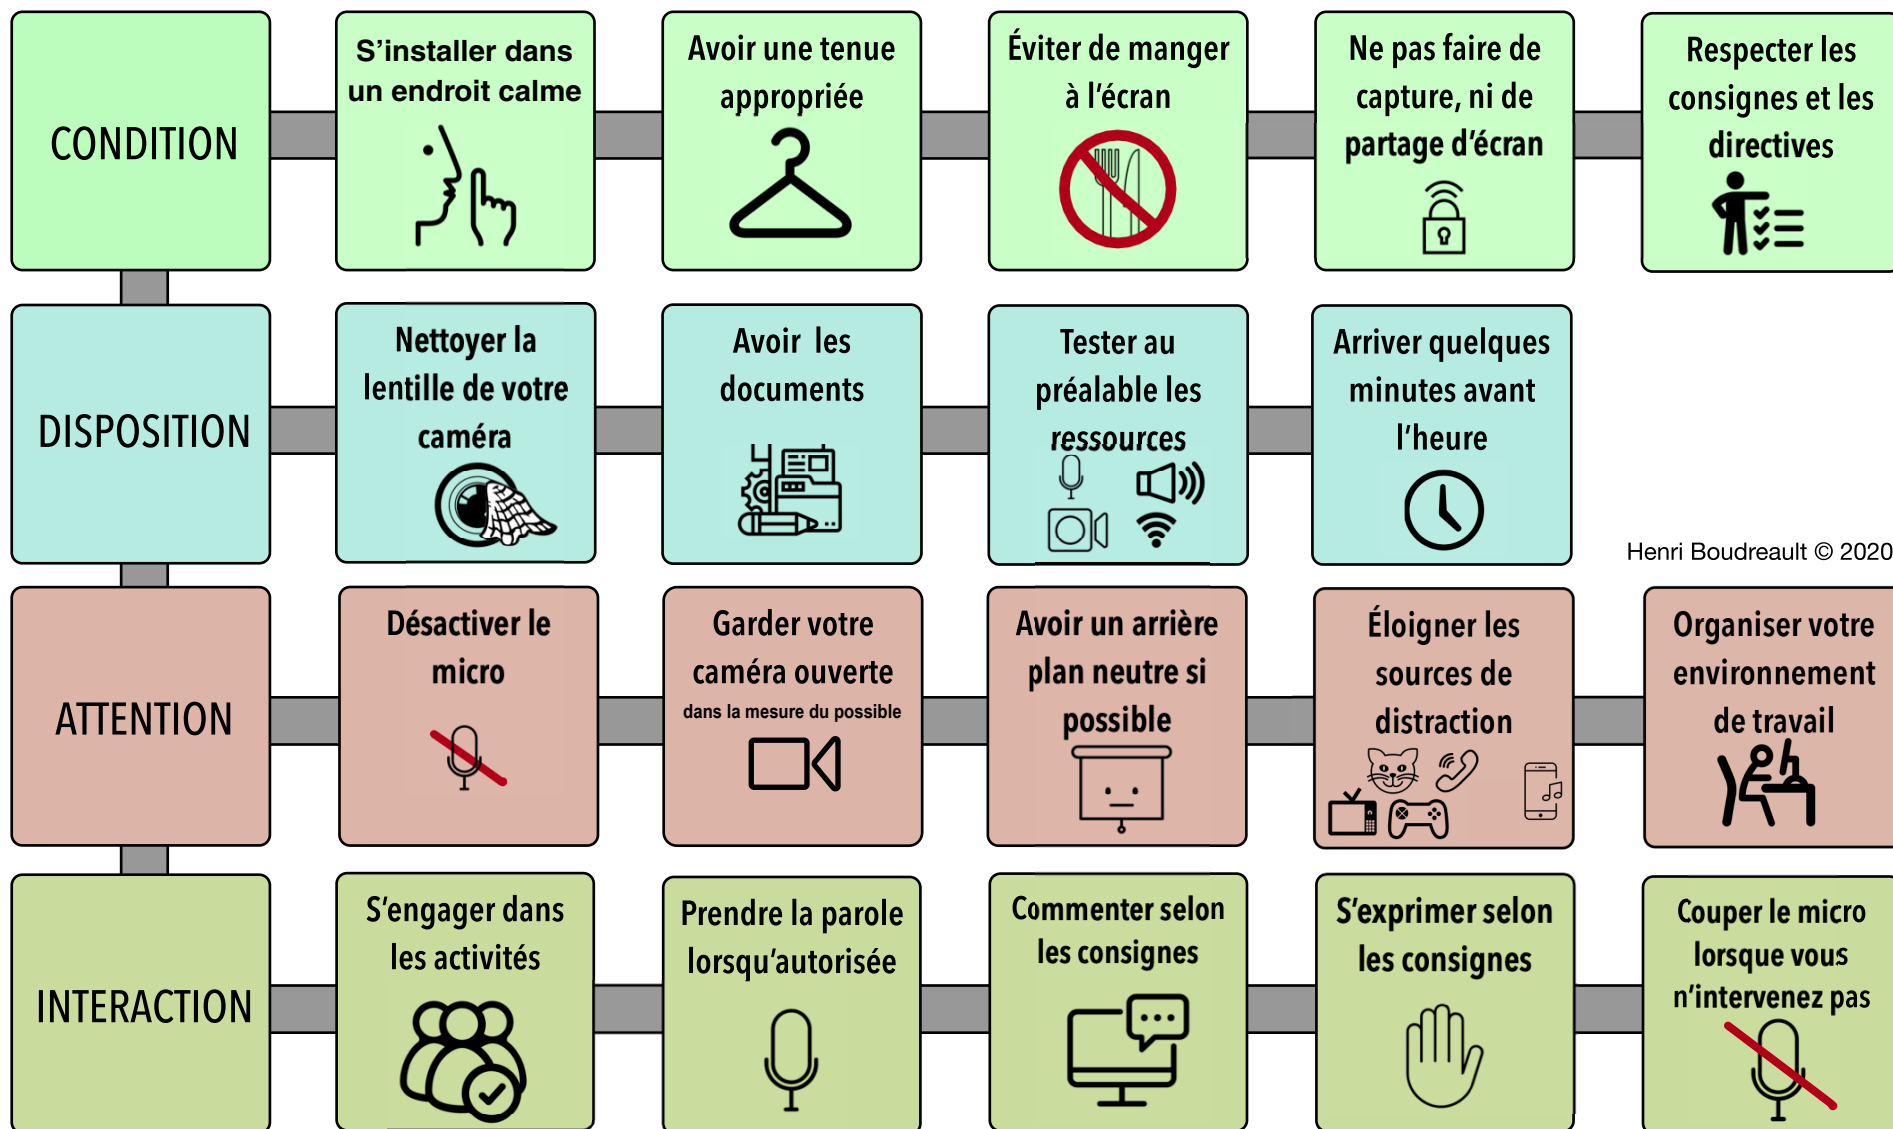 CONDITION
S'installer dans
un endroit calme
Avoir une tenue
appropriée
Éviter de manger
à l'écran
Ne pas faire de
capture, ni de
partage d'écran
Respecter les
consignes et les
directives
DISPOSITION
Nettoyer la
lentille de votre
caméra
Avoir les
documents
Tester au
préalable les
ressources
Arriver quelques
minutes avant
l'heure
Henri Boudreault © 2020
ATTENTION
Désactiver le
micro
Garder votre
caméra ouverte
dans la mesure du possible
Avoir un arrière
plan neutre si
possible
Éloigner les
sources de
distraction
Organiser votre
environnement
de travail
INTERACTION
S'engager dans
les activités
Prendre la parole
lorsqu'autorisée
Commenter selon
les consignes
S'exprimer selon
les consignes
Couper le micro
lorsque vous
n'intervenez pas